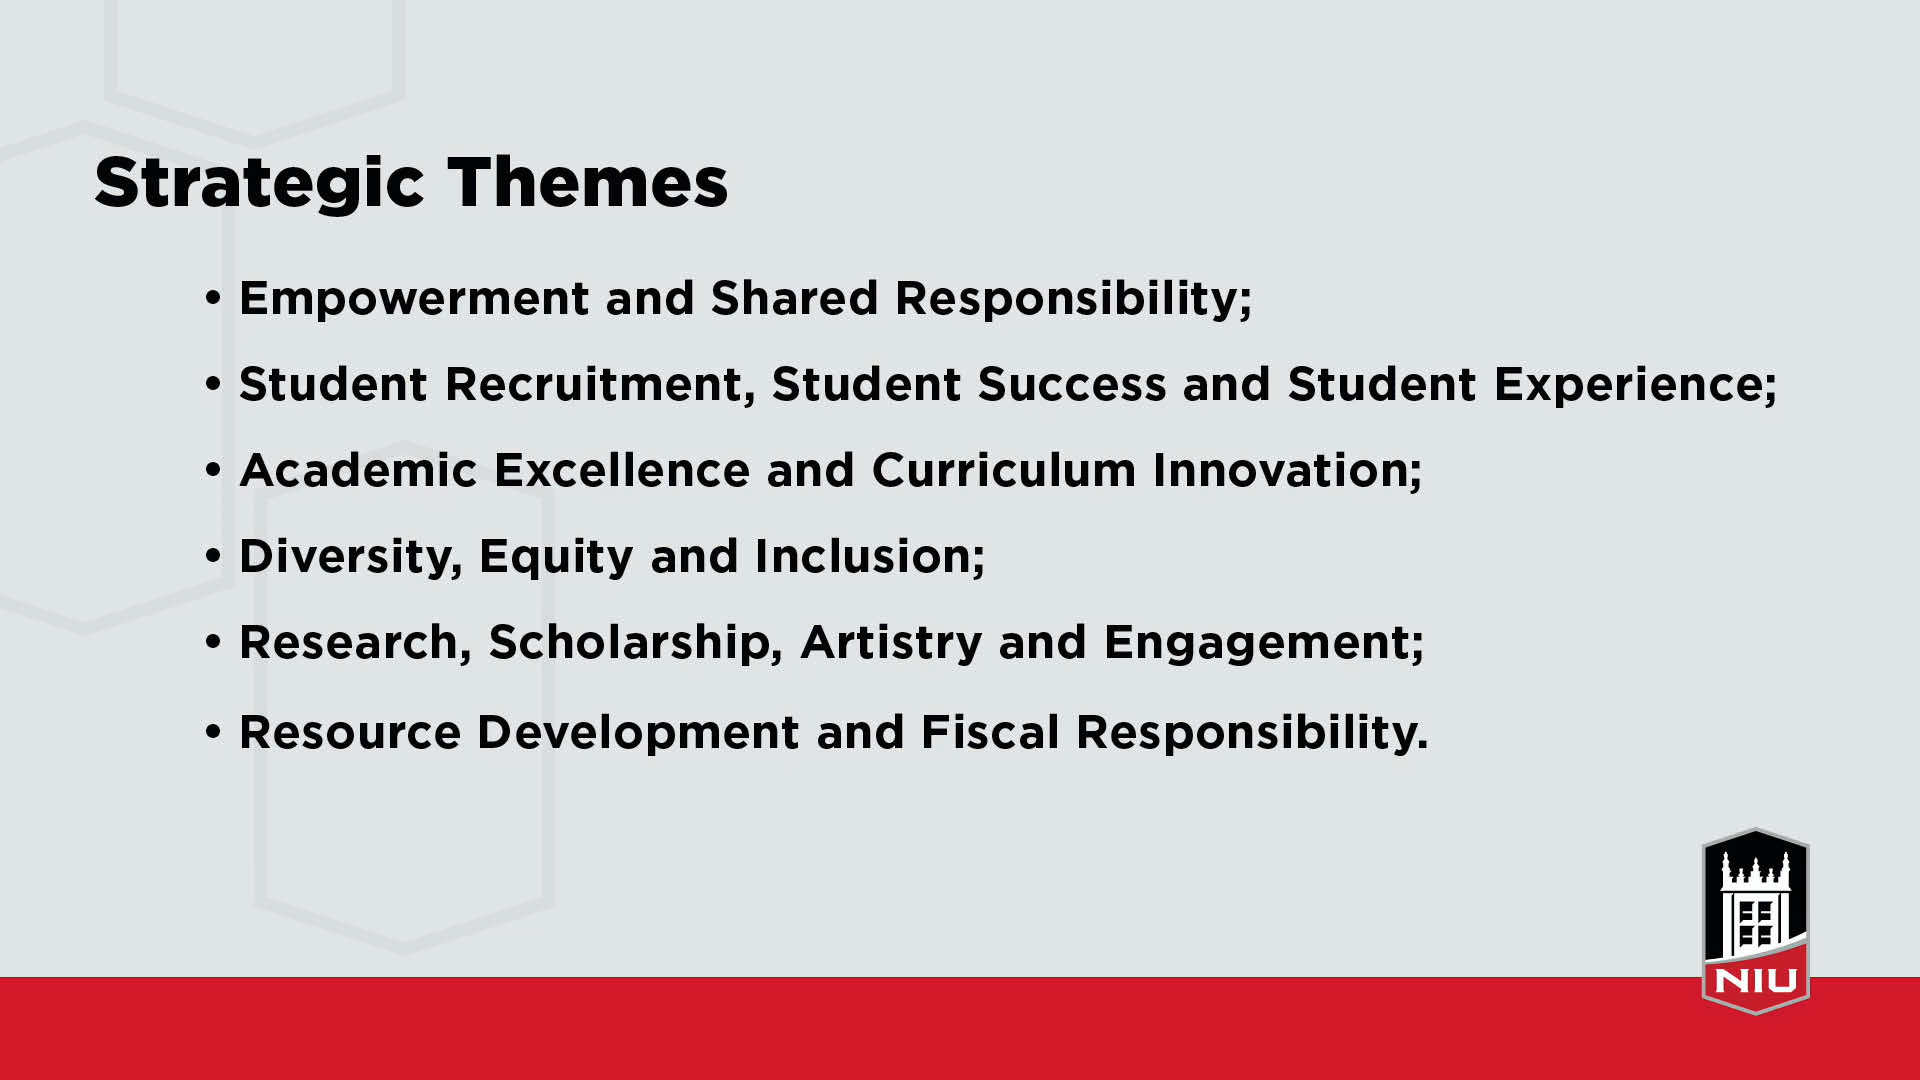 Strategic Themes
• Empowerment and Shared Responsibility;
• Student Recruitment, Student Success and Student Experience;
• Academic Excellence and Curriculum Innovation;
• Diversity, Equity and Inclusion;
• Research, Scholarship, Artistry and Engagement;
• Resource Development and Fiscal Responsibility.
NIU